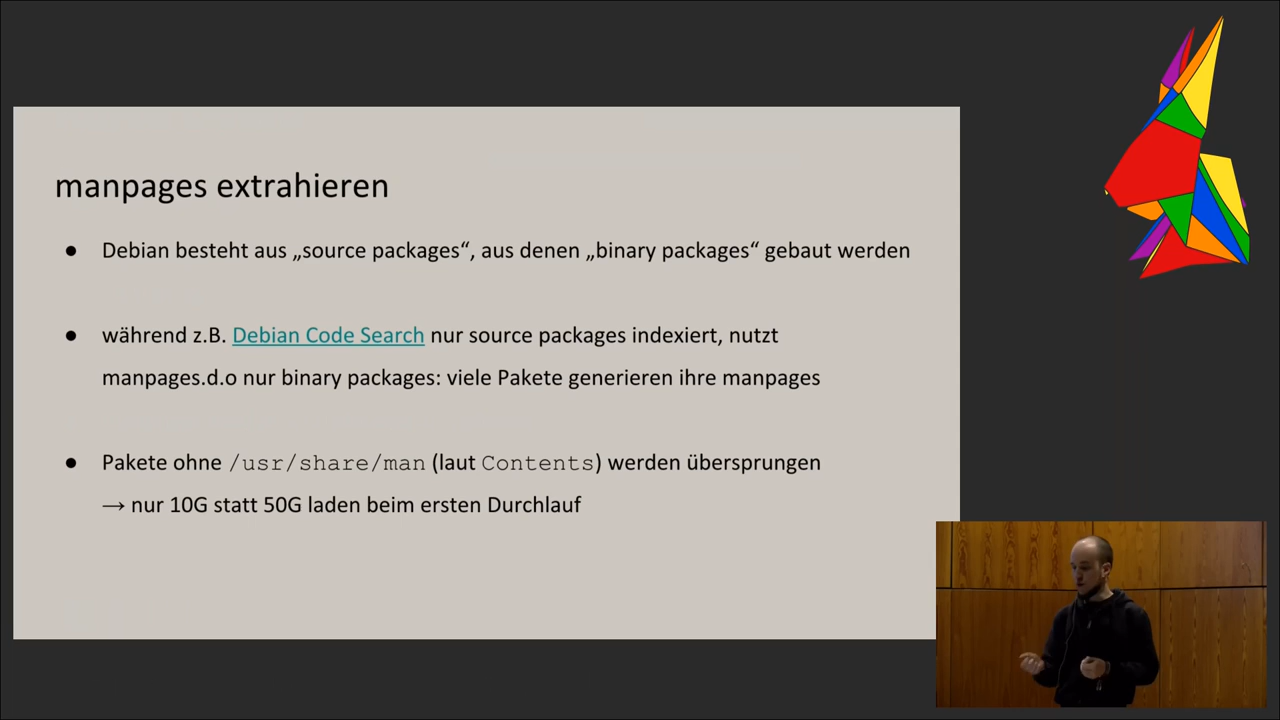 manpages extrahieren
● Debian besteht aus „source packages“, aus denen „binary packages“ gebaut werden
● während z.B. Debian Code Search nur source packages indexiert, nutzt
manpages.d.o nur binary packages: viele Pakete generieren ihre manpages
● Pakete ohne /usr/share/man (laut Contents) werden übersprungen
→ nur 10G statt 50G laden beim ersten Durchlauf